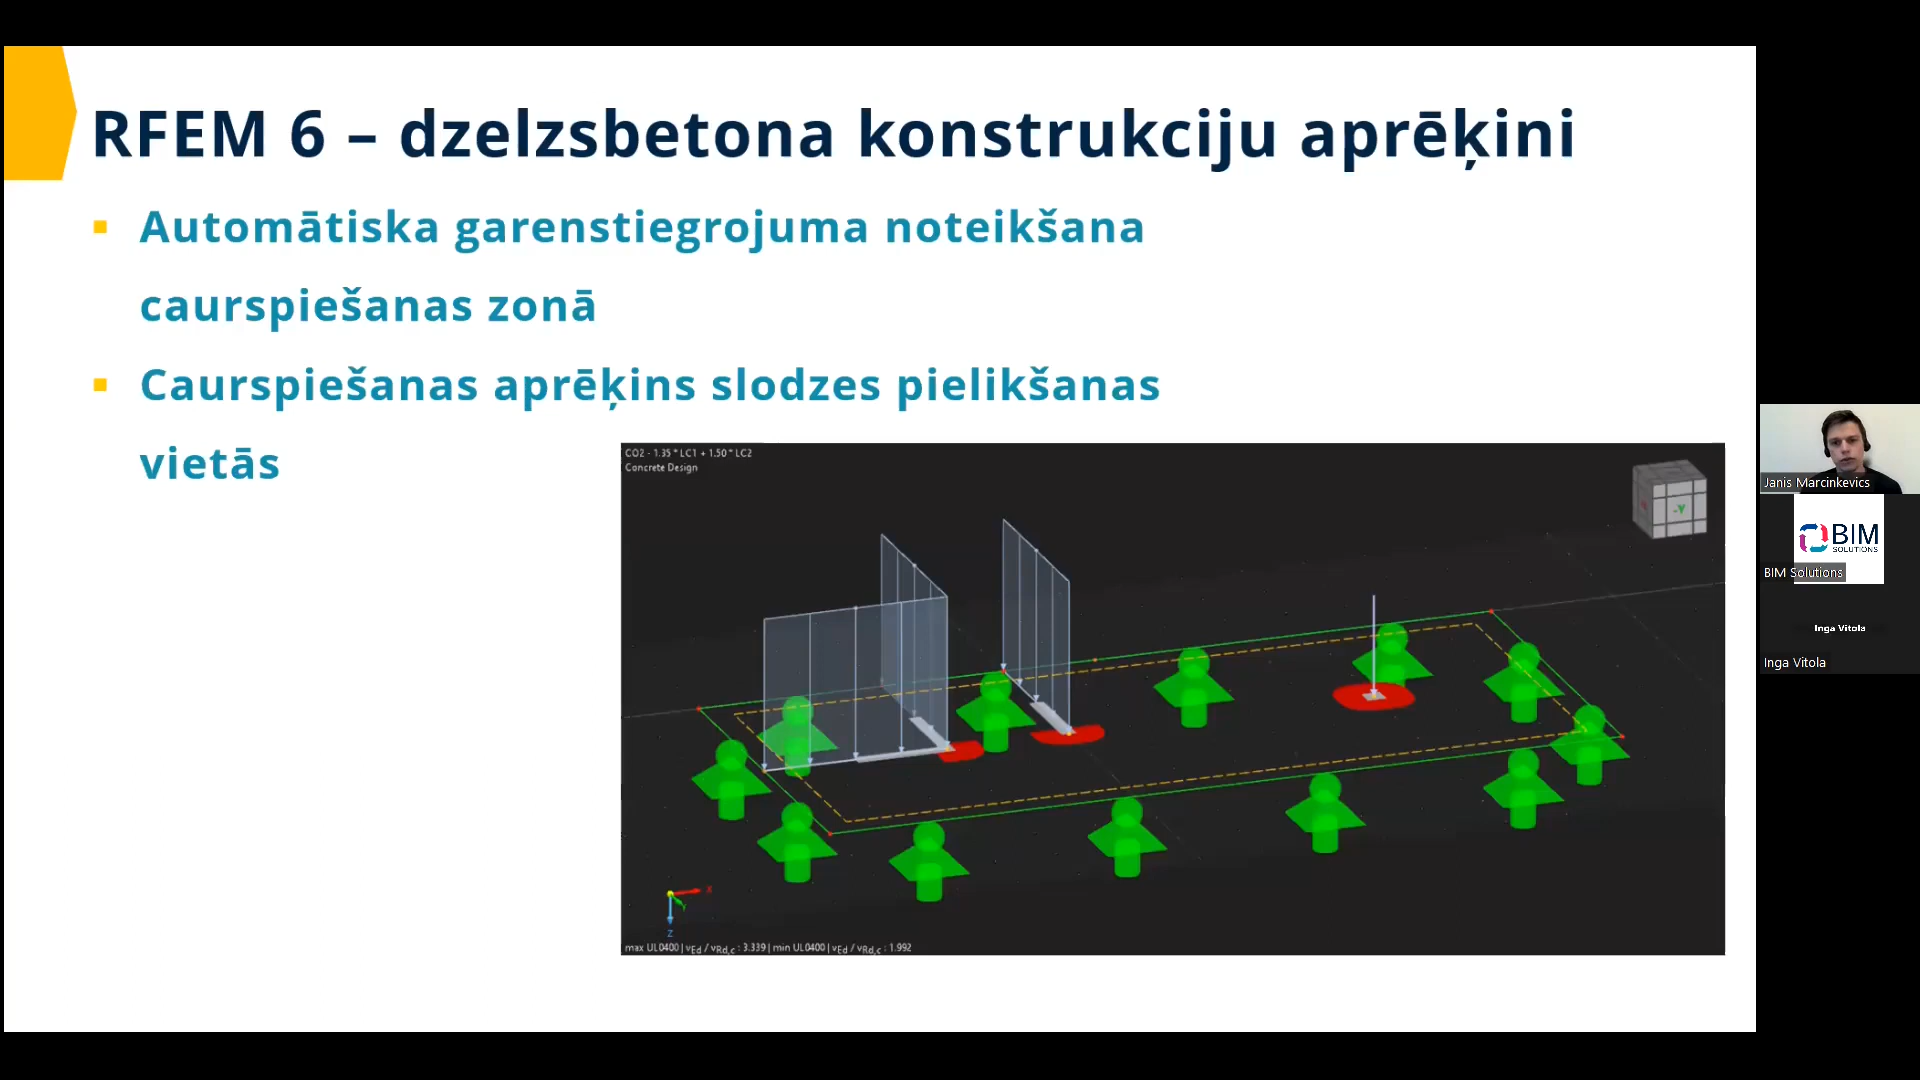 RFEM 6 – dzelzsbetona konstrukciju aprēķini
Automātiska garenstiegrojuma noteikšana
caurspiešanas zonā
Caurspiešanas aprēķins slodzes pielikšanas
vietās
CO2 - 1.35 * LC1 + 1.50 * LC2
Concrete Design
-Y
X
Y
Z
max UL0400 | vEd / vRd,c : 3.339 | min UL0400 | vEd / vRd,c : 1.992
Janis Marcinkevics
BIM
SOLUTIONS
BIM Solutions
Inga Vitola
Inga Vitola